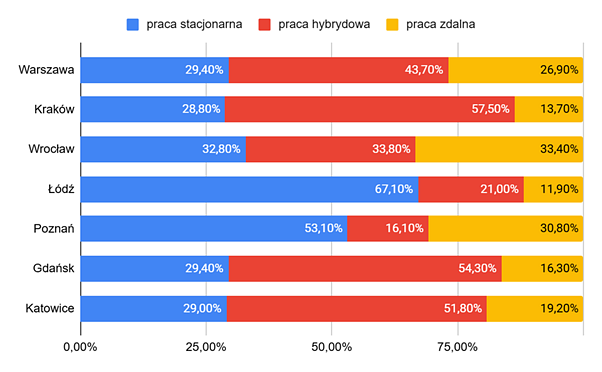 praca stacjonarna praca hybrydowa praca zdalna
Warszawa 29,40% 43,70% 26,90%
Kraków 28,80% 57,50% 13,70%
Wrocław 32,80% 33,80% 33,40%
Łódź 67,10% 21,00% 11,90%
Poznań 53,10% 16,10% 30,80%
Gdańsk 29,40% 54,30% 16,30%
Katowice 29,00% 51,80% 19,20%
0,00% 25,00% 50,00% 75,00%